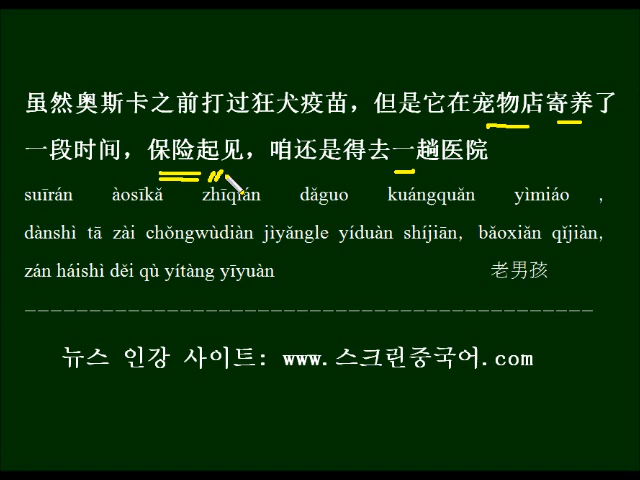 虽然奥斯卡之前打过狂犬疫苗，但是它在宠物店寄养了
一段时间，保险起见，咱还是得去一趟医院
suīrán àosīkǎ zhīqián dǎguo kuángquǎn yìmiáo ,
dànshì tā zài chǒngwùdiàn jìyǎngle yíduàn shíjiān, bǎoxiǎn qǐjiàn,
zán háishì děi qù yítàng yīyuàn 老男孩
뉴스 인강 사이트: www.스크린중국어.com